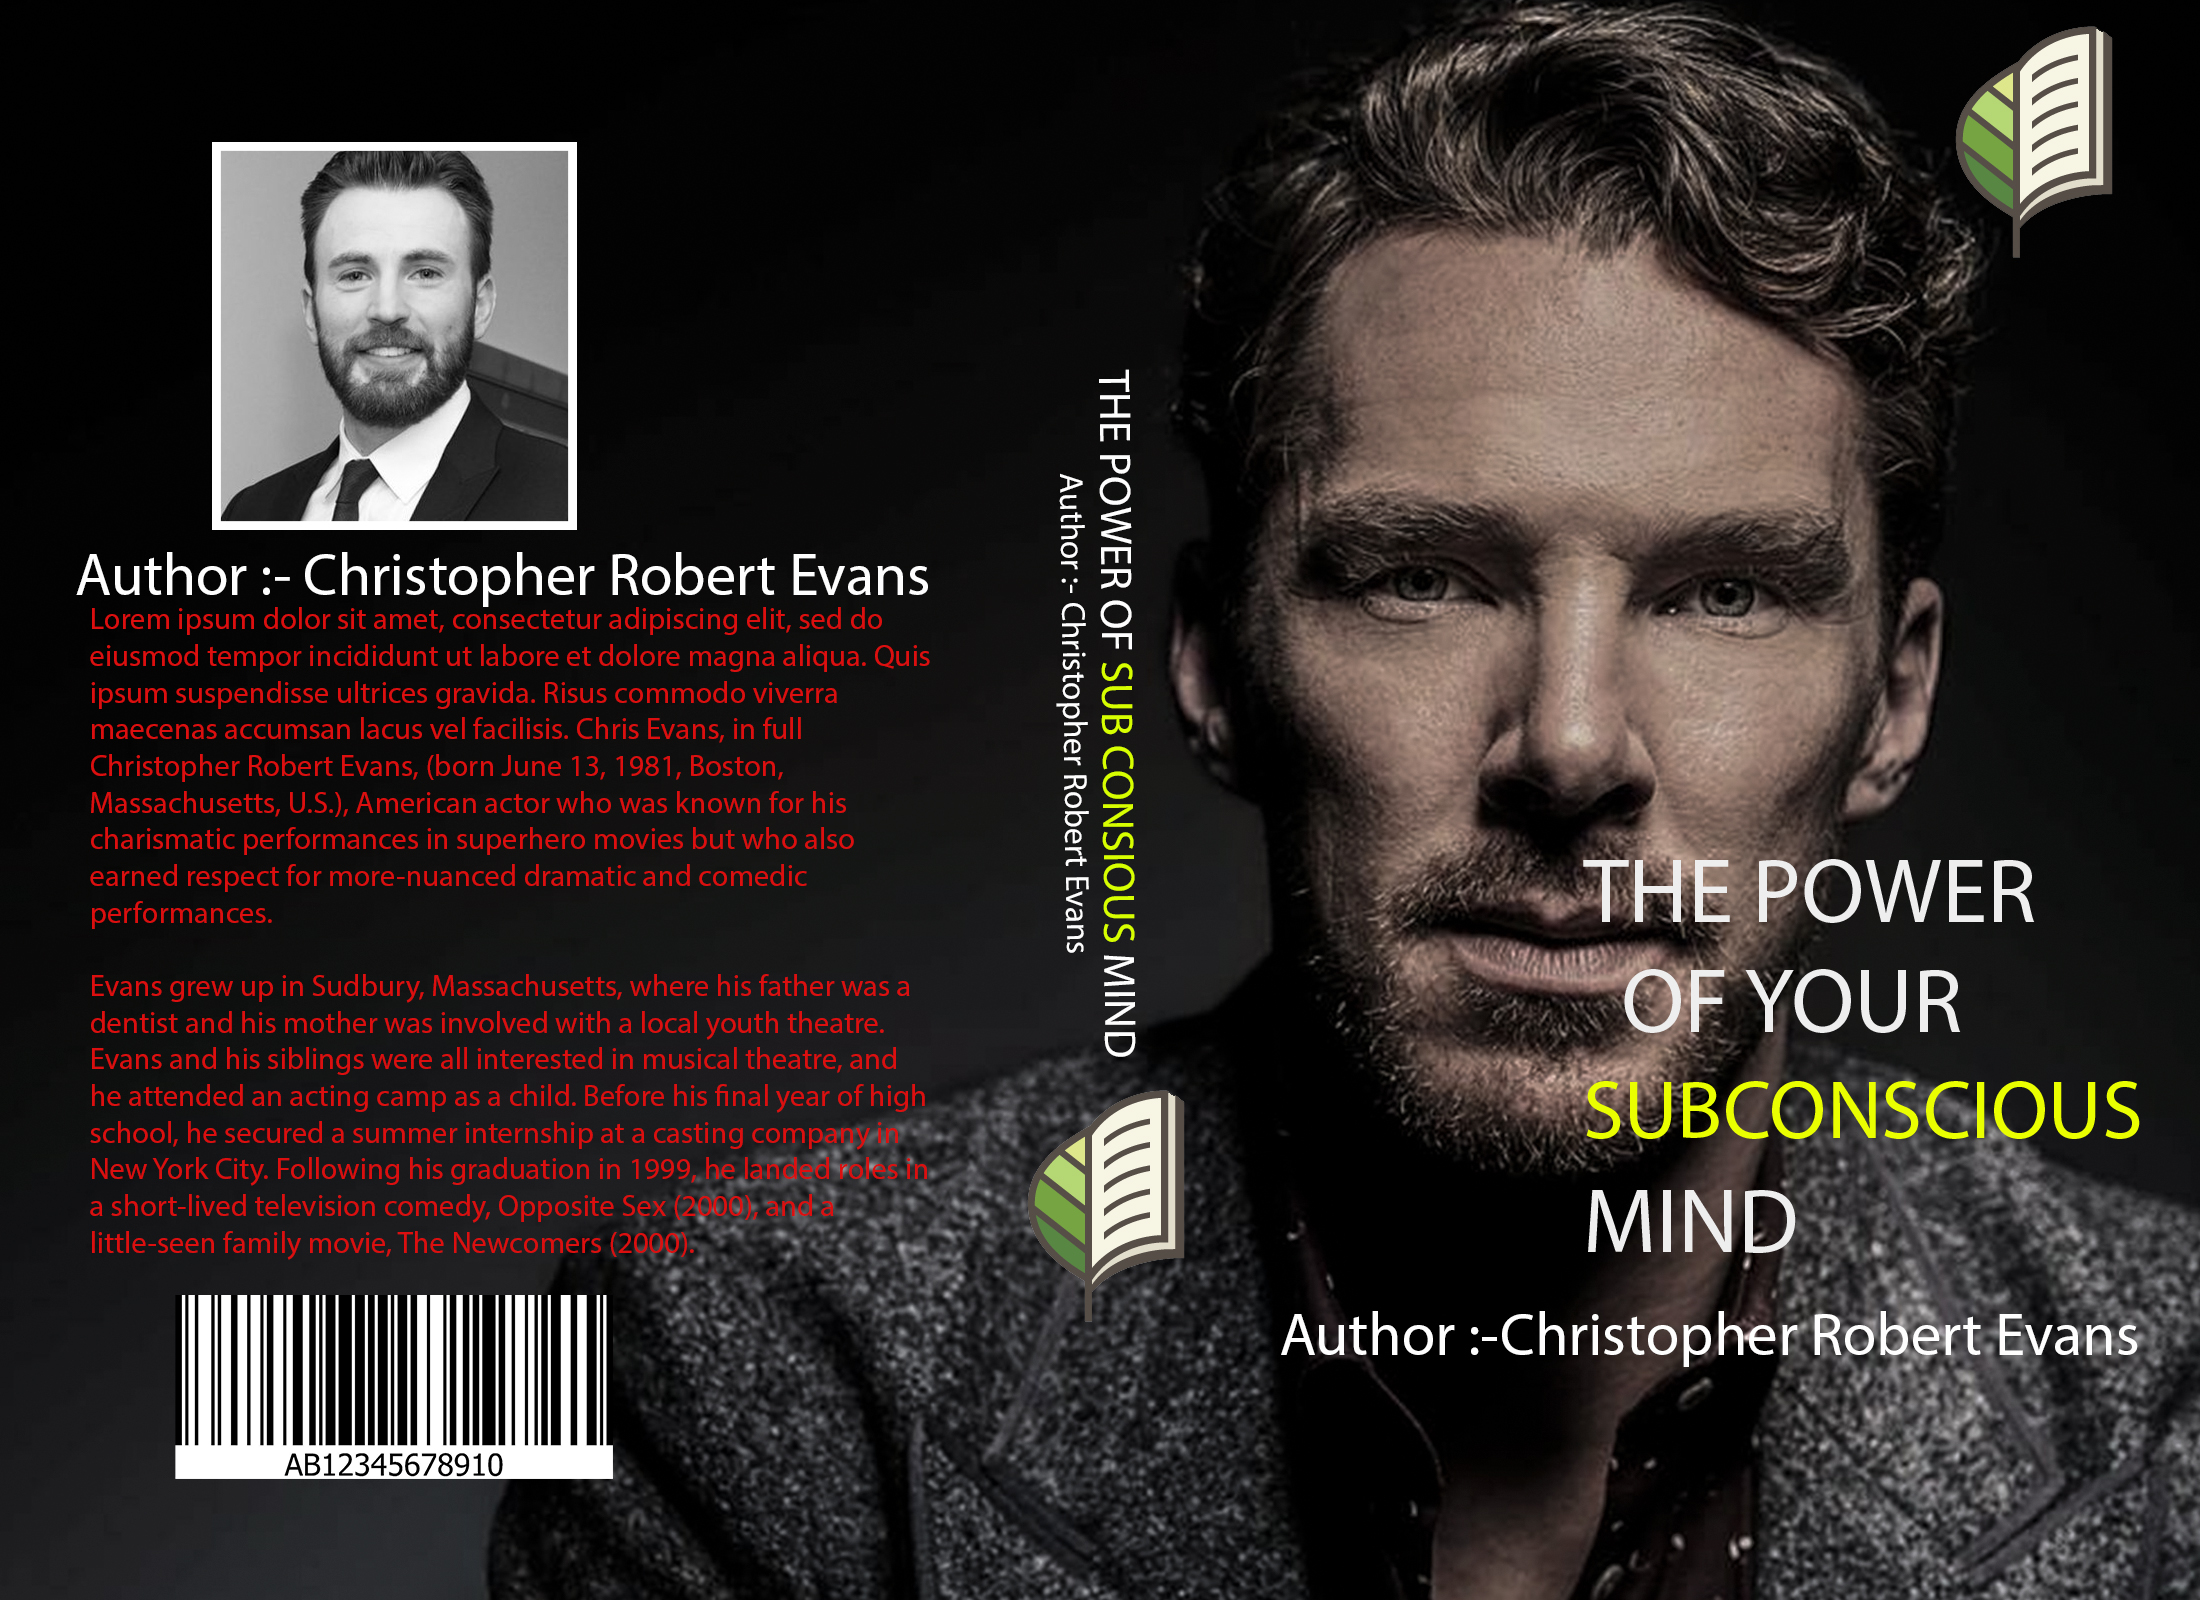 Author :- Christopher Robert Evans
Lorem ipsum dolor sit amet, consectetur adipiscing elit, sed do
eiusmod tempor incididunt ut labore et dolore magna aliqua. Quis
ipsum suspendisse ultrices gravida. Risus commodo viverra
maecenas accumsan lacus vel facilisis. Chris Evans, in full
Christopher Robert Evans, (born June 13, 1981, Boston,
Massachusetts, U.S.), American actor who was known for his
charismatic performances in superhero movies but who also
earned respect for more-nuanced dramatic and comedic
performances.
Evans grew up in Sudbury, Massachusetts, where his father was a
dentist and his mother was involved with a local youth theatre.
Evans and his siblings were all interested in musical theatre, and
he attended an acting camp as a child. Before his final year of high
school, he secured a summer internship at a casting company in
New York City. Following his graduation in 1999, he landed roles in
a short-lived television comedy, Opposite Sex (2000), and a
little-seen family movie, The Newcomers (2000).
AB12345678910
THE POWER OF SUB CONSIOUS MIND
Author :- Christopher Robert Evans
THE POWER
OF YOUR
SUBCONSCIOUS
MIND
Author :-Christopher Robert Evans